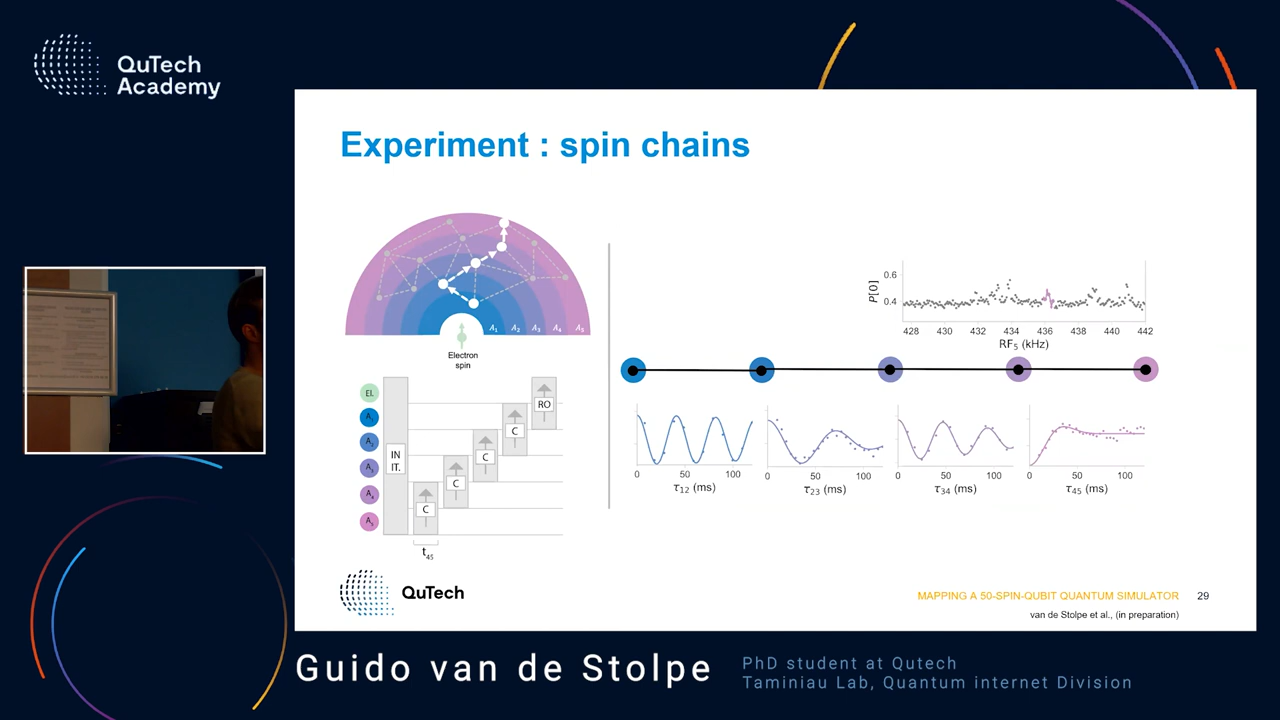 QuTech
Academy
Experiment : spin chains
A₁ A₂ A₃ A₄ A₅
Electron
spin
EL
A₁
A₂
A₃
A₄
A₅
IN
IT.
C
C
C
C
RO
t₄₅
P[0]
0.6
0.4
428 430 432 434 436 438 440 442
RF₅ (kHz)
0 50 100
τ₁₂ (ms)
0 50 100
τ₂₃ (ms)
0 50 100
τ₃₄ (ms)
0 50 100
τ₄₅ (ms)
QuTech
MAPPING A 50-SPIN-QUBIT QUANTUM SIMULATOR 29
van de Stolpe et al., (in preparation)
Guido van de Stolpe
PhD student at Qutech
Taminiau Lab, Quantum internet Division